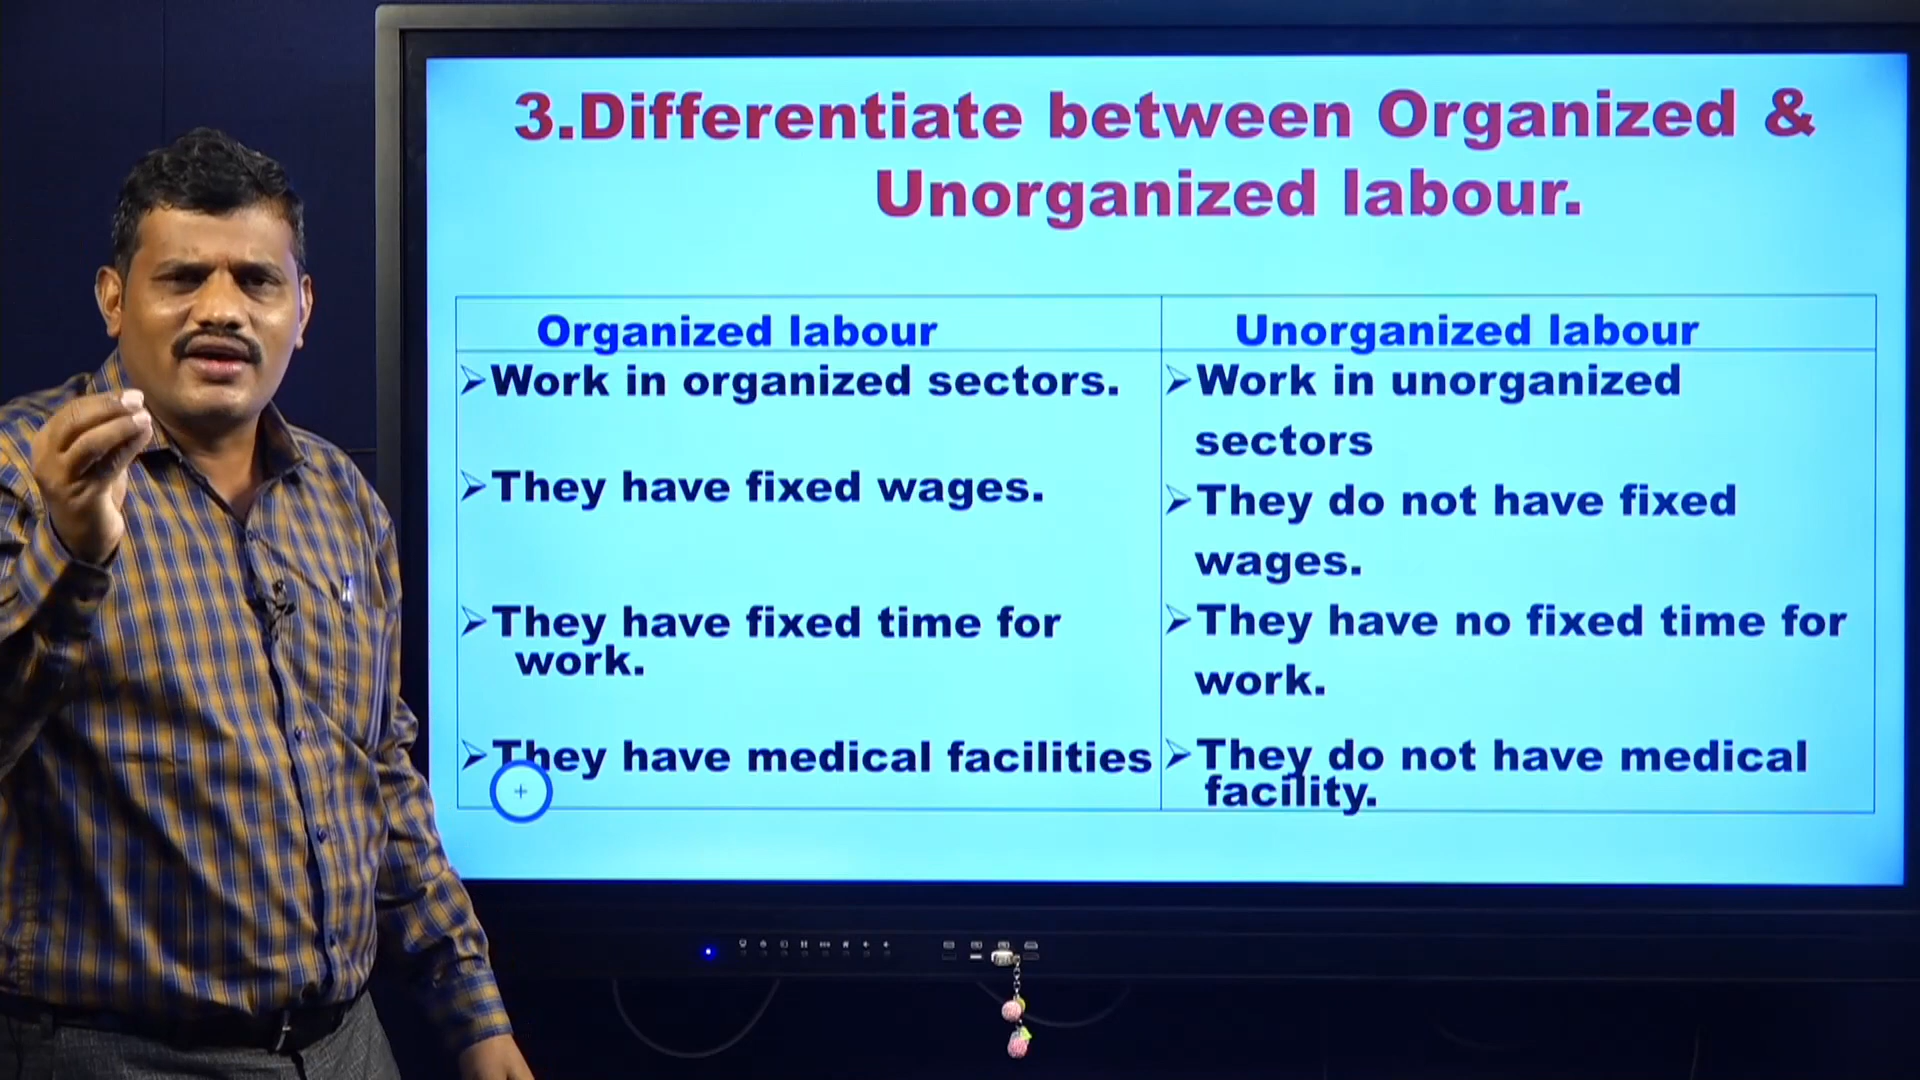 3.Differentiate between Organized &
Unorganized labour.
Organized labour
➢Work in organized sectors.
➢They have fixed wages.
➢They have fixed time for
work.
➢They have medical facilities
Unorganized labour
➢Work in unorganized
sectors
➢They do not have fixed
wages.
➢They have no fixed time for
work.
➢They do not have medical
facility.